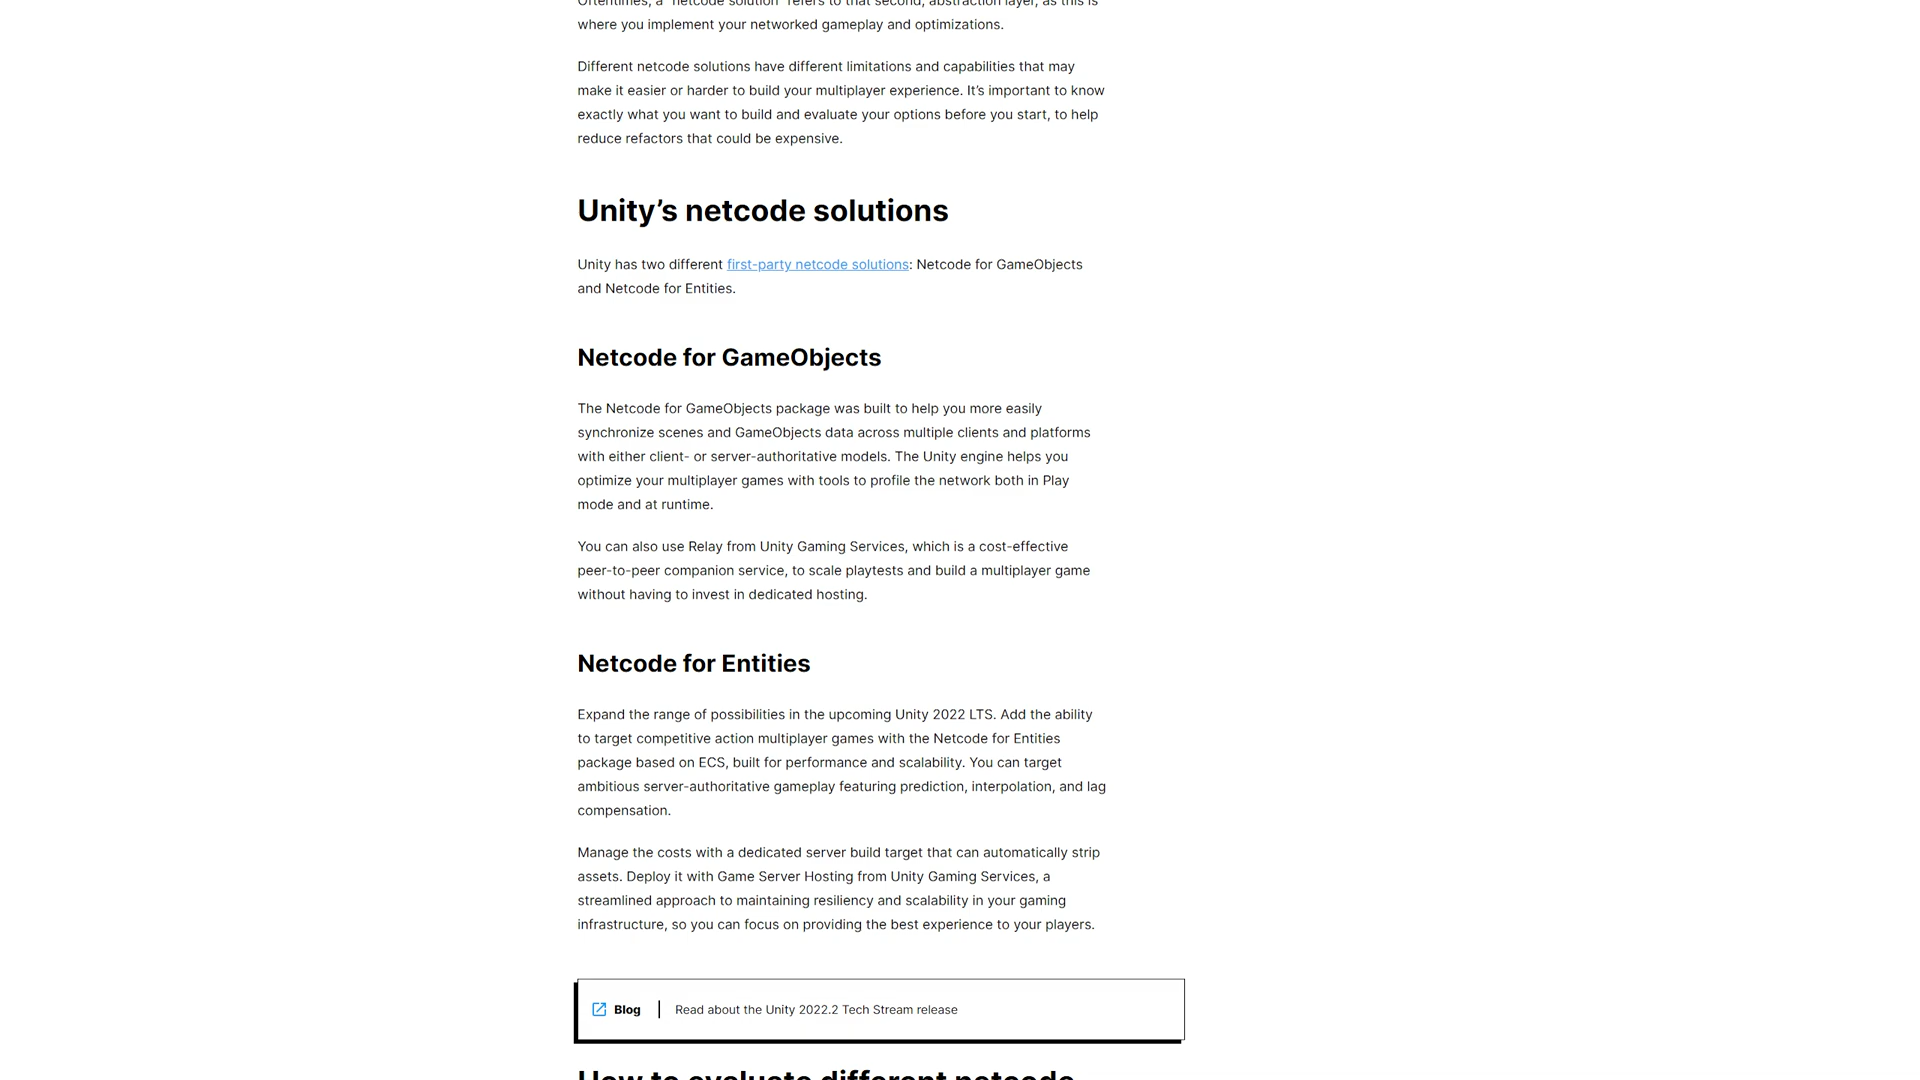 Oftentimes, a "netcode solution" refers to that second, abstraction layer, as this is
where you implement your networked gameplay and optimizations.
Different netcode solutions have different limitations and capabilities that may
make it easier or harder to build your multiplayer experience. It’s important to know
exactly what you want to build and evaluate your options before you start, to help
reduce refactors that could be expensive.
Unity’s netcode solutions
Unity has two different first-party netcode solutions: Netcode for GameObjects
and Netcode for Entities.
Netcode for GameObjects
The Netcode for GameObjects package was built to help you more easily
synchronize scenes and GameObjects data across multiple clients and platforms
with either client- or server-authoritative models. The Unity engine helps you
optimize your multiplayer games with tools to profile the network both in Play
mode and at runtime.
You can also use Relay from Unity Gaming Services, which is a cost-effective
peer-to-peer companion service, to scale playtests and build a multiplayer game
without having to invest in dedicated hosting.
Netcode for Entities
Expand the range of possibilities in the upcoming Unity 2022 LTS. Add the ability
to target competitive action multiplayer games with the Netcode for Entities
package based on ECS, built for performance and scalability. You can target
ambitious server-authoritative gameplay featuring prediction, interpolation, and lag
compensation.
Manage the costs with a dedicated server build target that can automatically strip
assets. Deploy it with Game Server Hosting from Unity Gaming Services, a
streamlined approach to maintaining resiliency and scalability in your gaming
infrastructure, so you can focus on providing the best experience to your players.
Blog | Read about the Unity 2022.2 Tech Stream release
How to evaluate different netcode